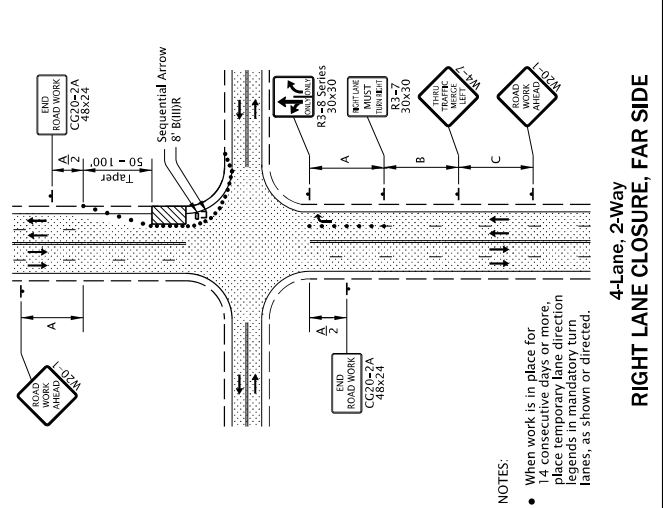 END
ROAD WORK
CG20-2A
48x24
A
2
50 - 100'
Taper
Sequential Arrow
8' B(III)R
ONLY ONLY
R3-8 Series
30x30
RIGHT LANE
MUST
TURN RIGHT
R3-7
30x30
THRU
TRAFFIC
MERGE
LEFT
W4-7
ROAD
WORK
AHEAD
W20-1
A
B
C
A
ROAD
WORK
AHEAD
W20-1
A
2
END
ROAD WORK
CG20-2A
48x24
NOTES:
• When work is in place for
14 consecutive days or more,
place temporary lane direction
legends in mandatory turn
lanes, as shown or directed.
4-Lane, 2-Way
RIGHT LANE CLOSURE, FAR SIDE